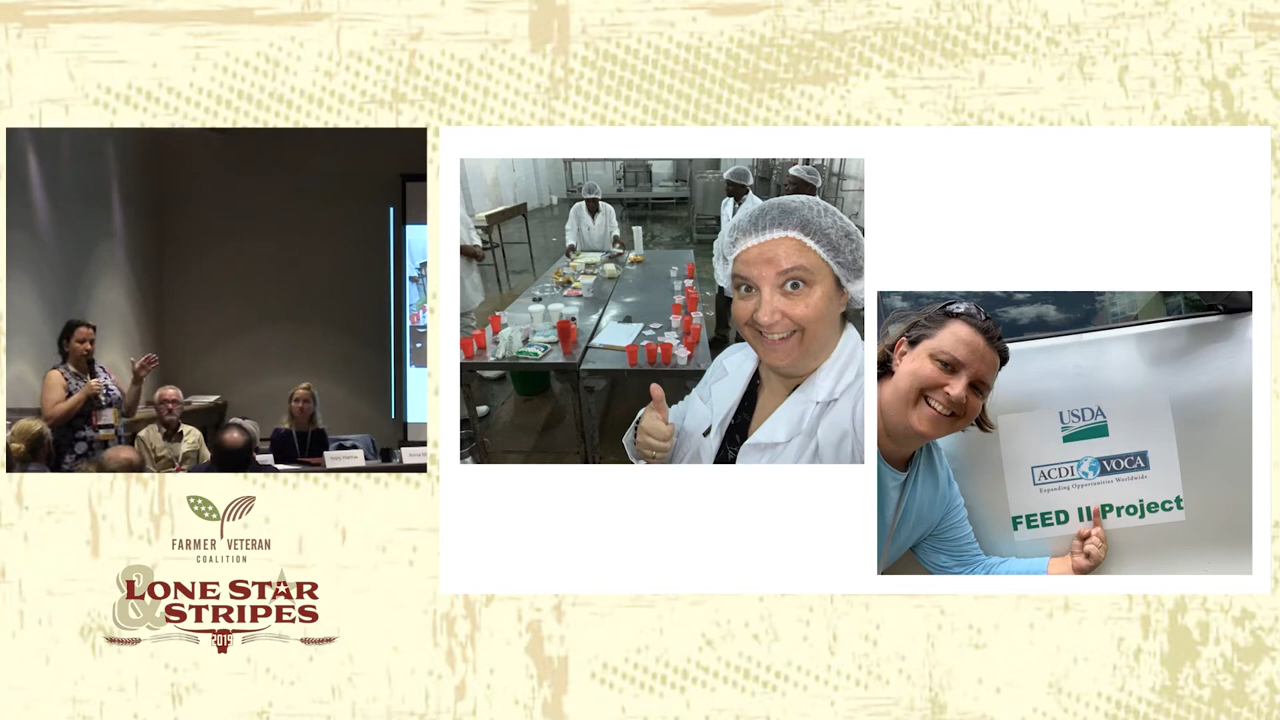 FARMER VETERAN
COALITION
&
LONE STAR
STRIPES
2019
USDA
ACDI VOCA
Expanding Opportunities Worldwide
FEED II Project